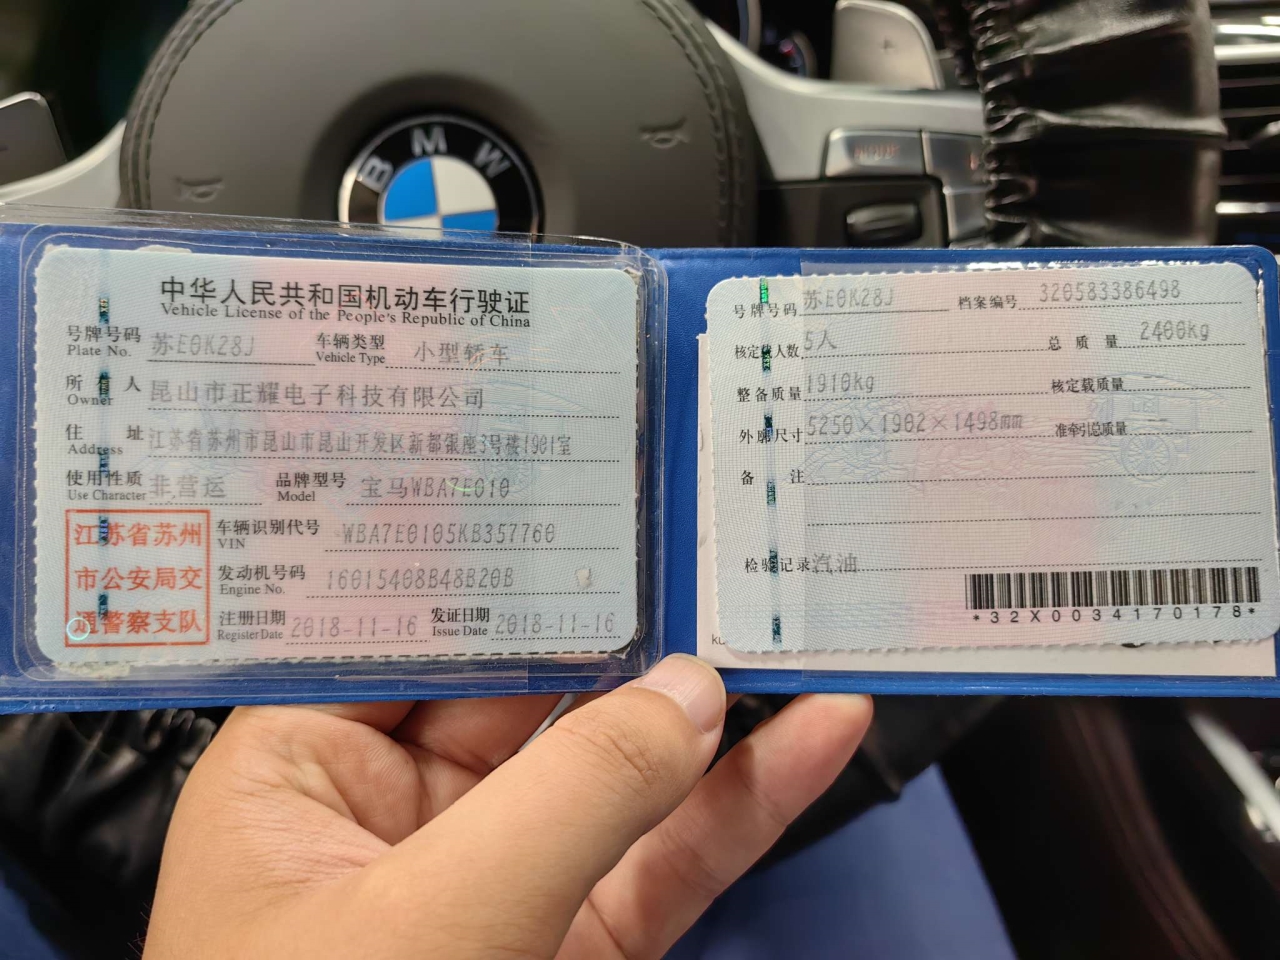 BMW
中华人民共和国机动车行驶证
Vehicle License of the People's Republic of China
号牌号码 苏E0K28J 车辆类型 小型轿车
Plate No. Vehicle Type
所有人 昆山市正耀电子科技有限公司
Owner
住址 江苏省苏州市昆山市昆山开发区新都银座3号楼1901室
Address
使用性质 非营运 品牌型号 宝马WBA7E010
Use Character Model
江苏省苏州
市公安局交
通警察支队
车辆识别代号 WBA7E0105KB357760
VIN
发动机号码 16015408B48B20B
Engine No.
注册日期 2018-11-16 发证日期 2018-11-16
Register Date Issue Date
号牌号码 苏E0K28J 档案编号 320583386498
核定载人数 5人 总质量 2400kg
整备质量 1910kg 核定载质量 --
外廓尺寸 5250×1902×1498mm 准牵引总质量 --
备注
检验记录 汽油
*32X0034170178*